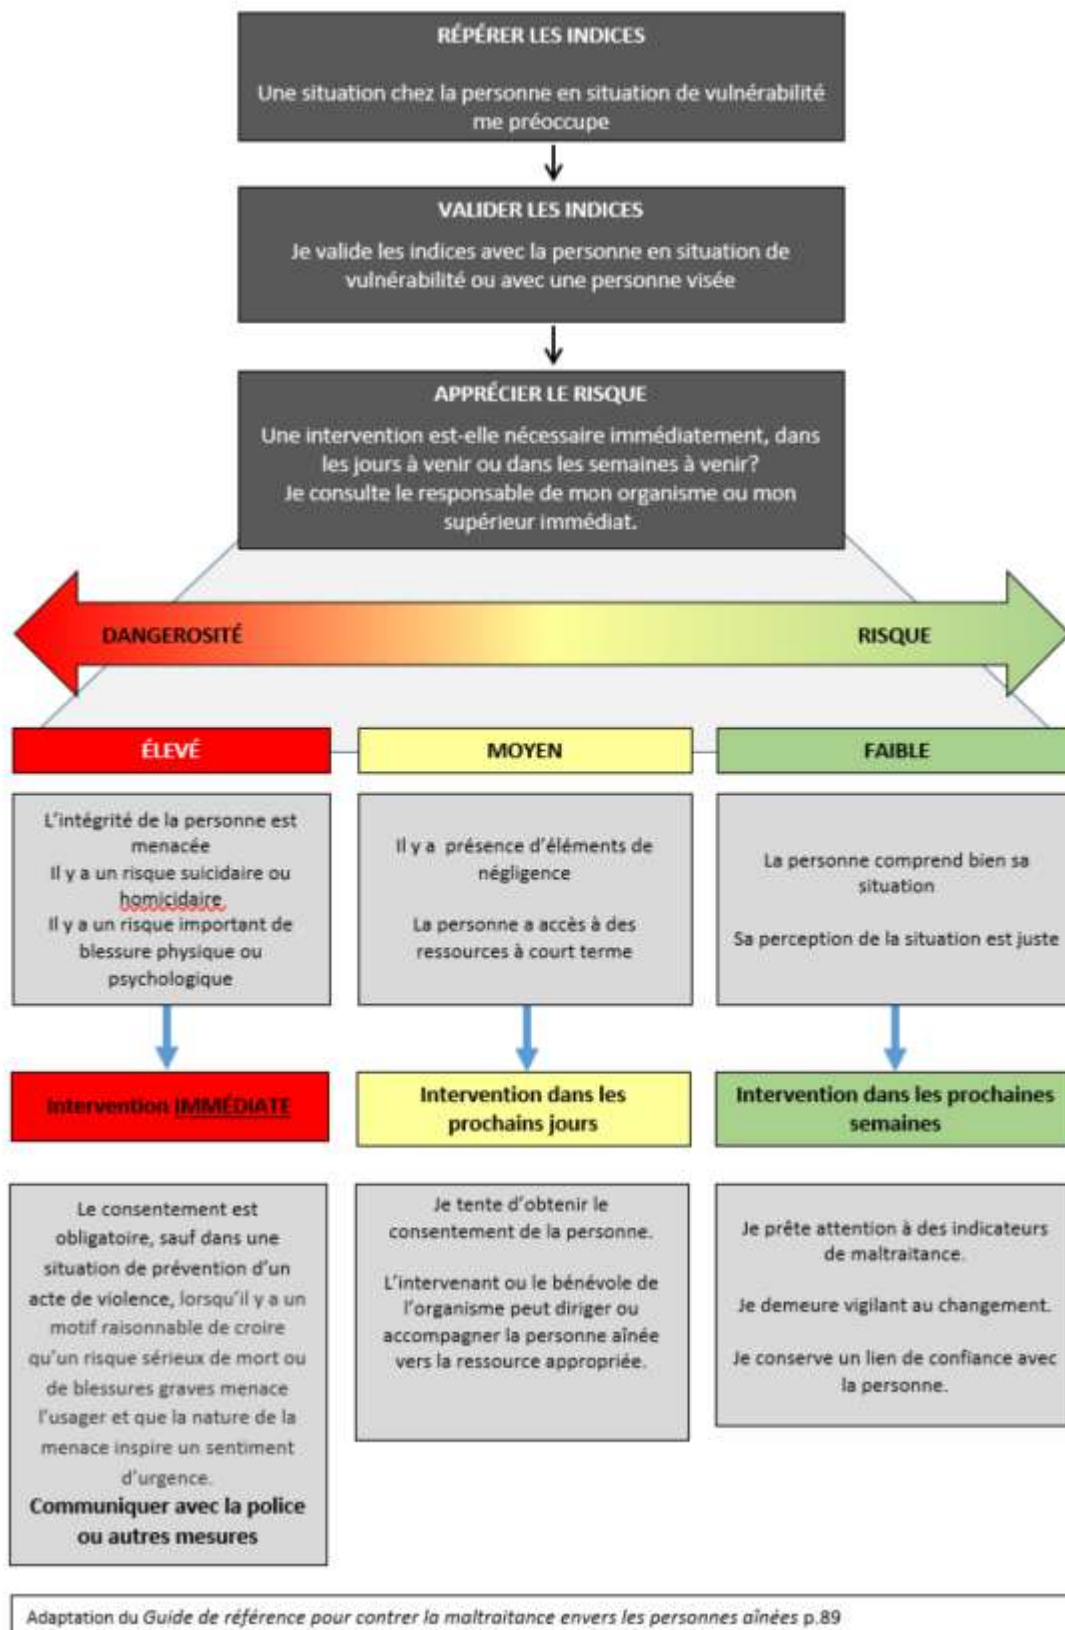 RÉPÉRER LES INDICES
Une situation chez la personne en situation de vulnérabilité
me préoccupe
VALIDER LES INDICES
Je valide les indices avec la personne en situation de
vulnérabilité ou avec une personne visée
APPRÉCIER LE RISQUE
Une intervention est-elle nécessaire immédiatement, dans
les jours à venir ou dans les semaines à venir?
Je consulte le responsable de mon organisme ou mon
supérieur immédiat.
DANGEROSITÉ
RISQUE
ÉLEVÉ
L'intégrité de la personne est
menacée
Il y a un risque suicidaire ou
homicidaire
Il y a un risque important de
blessure physique ou
psychologique
Intervention IMMÉDIATE
Le consentement est
obligatoire, sauf dans une
situation de prévention d'un
acte de violence, lorsqu'il y a un
motif raisonnable de croire
qu'un risque sérieux de mort ou
de blessures graves menace
l'usager et que la nature de la
menace inspire un sentiment
d'urgence.
Communiquer avec la police
ou autres mesures
MOYEN
Il y a présence d'éléments de
négligence
La personne a accès à des
ressources à court terme
Intervention dans les
prochains jours
Je tente d'obtenir le
consentement de la personne.
L'intervenant ou le bénévole de
l'organisme peut diriger ou
accompagner la personne aînée
vers la ressource appropriée.
FAIBLE
La personne comprend bien sa
situation
Sa perception de la situation est juste
Intervention dans les prochaines
semaines
Je prête attention à des indicateurs
de maltraitance.
Je demeure vigilant au changement.
Je conserve un lien de confiance avec
la personne.
Adaptation du Guide de référence pour contrer la maltraitance envers les personnes aînées p.89